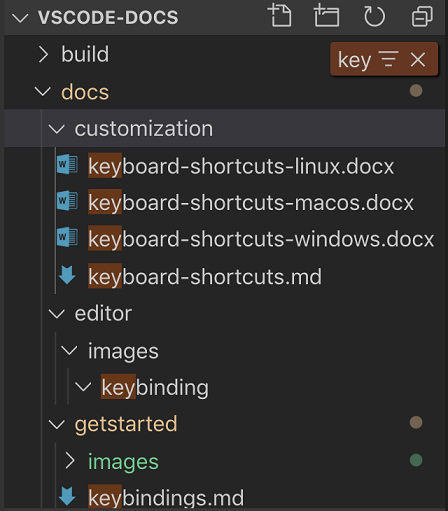 VSCODE-DOCS
build
key
docs
customization
keyboard-shortcuts-linux.docx
keyboard-shortcuts-macos.docx
keyboard-shortcuts-windows.docx
keyboard-shortcuts.md
editor
images
keybinding
getstarted
images
keybindings.md